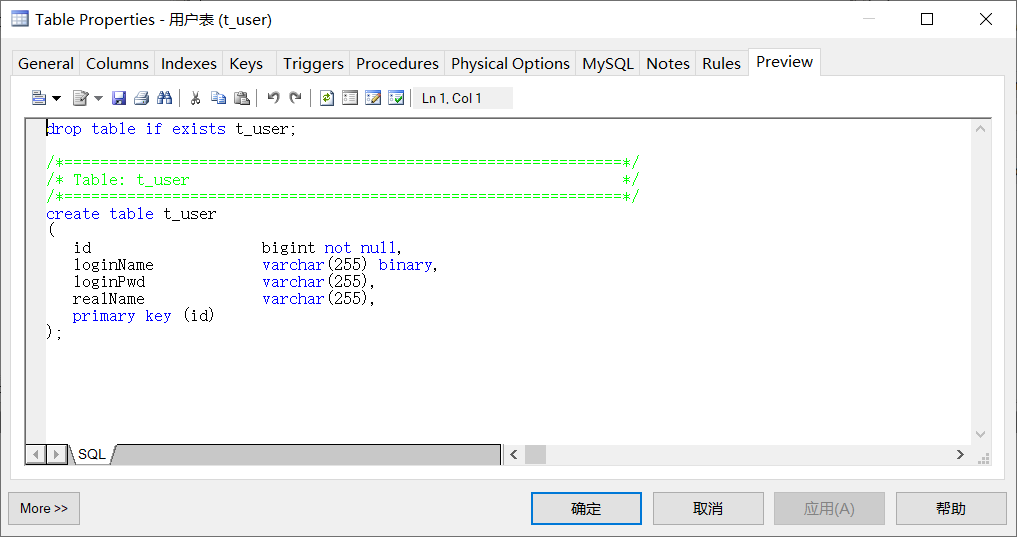 Table Properties - 用户表 (t_user)
General Columns Indexes Keys Triggers Procedures Physical Options MySQL Notes Rules Preview
Ln 1, Col 1
drop table if exists t_user;
/*==============================================================*/
/* Table: t_user                                                */
/*==============================================================*/
create table t_user
(
   id                   bigint not null,
   loginName            varchar(255) binary,
   loginPwd             varchar(255),
   realName             varchar(255),
   primary key (id)
);
SQL
More >> 确定 取消 应用(A) 帮助